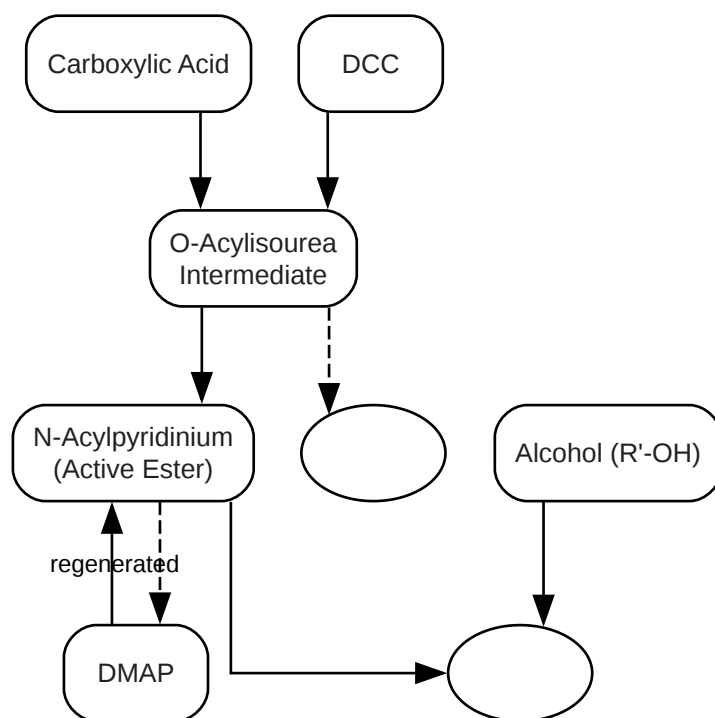 Carboxylic Acid
DCC
O-Acylisourea
Intermediate
N-Acylpyridinium
(Active Ester)
Alcohol (R'-OH)
regenerated
DMAP